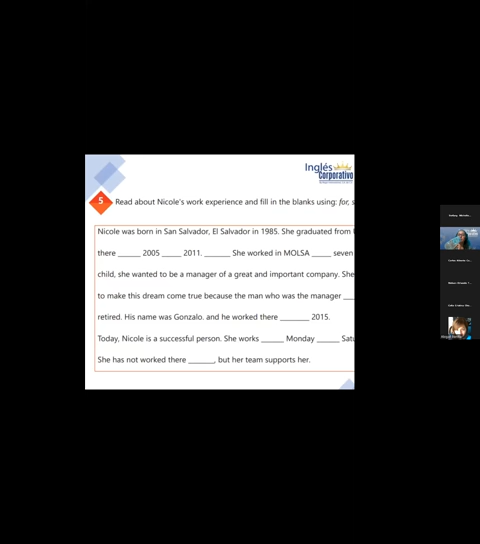 Inglés
Corporativo
5 Read about Nicole's work experience and fill in the blanks using: for, s
Nicole was born in San Salvador, El Salvador in 1985. She graduated from
there ______ 2005 _____ 2011. _______ She worked in MOLSA _____ seven
child, she wanted to be a manager of a great and important company. She
to make this dream come true because the man who was the manager ___
retired. His name was Gonzalo. and he worked there ________ 2015.
Today, Nicole is a successful person. She works ______ Monday ______ Satu
She has not worked there _______, but her team supports her.